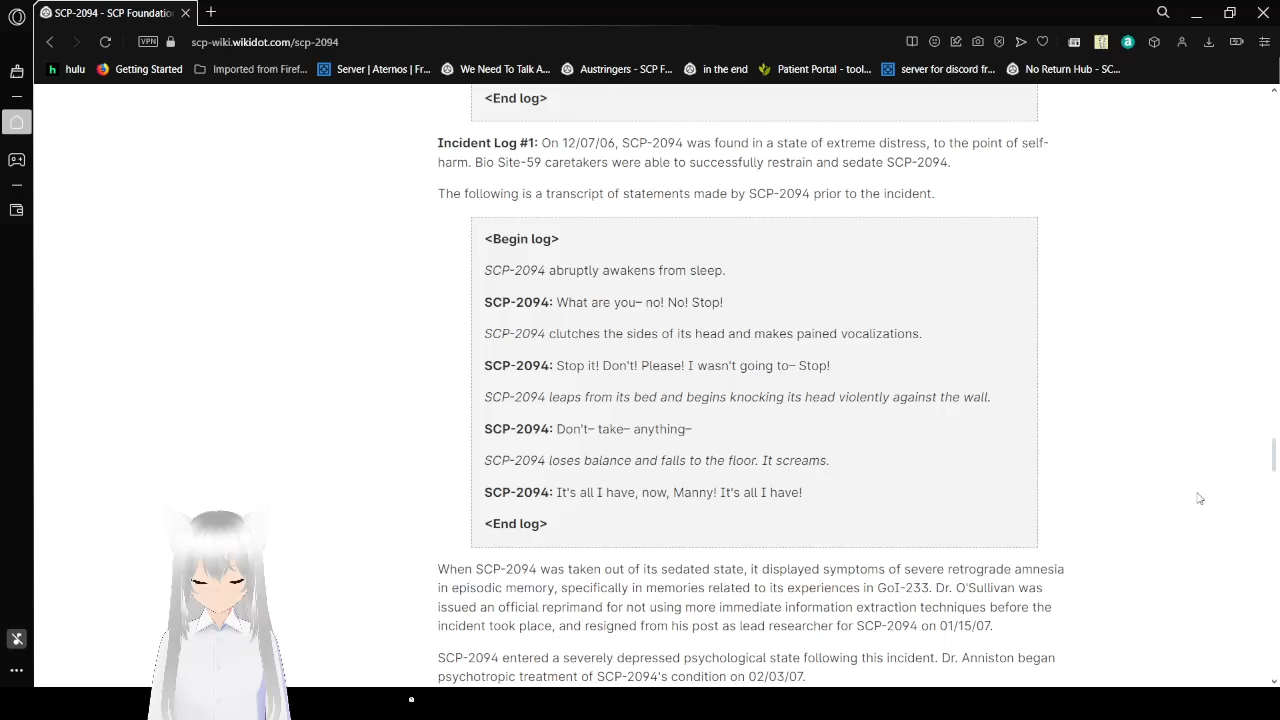 SCP-2094 - SCP Foundatio
scp-wiki.wikidot.com/scp-2094
VPN
h hulu
Getting Started
Imported from Firef...
Server | Aternos | Fr...
We Need To Talk A...
Austringers - SCP F...
in the end
Patient Portal - tool...
server for discord fr...
No Return Hub - SC...
<End log>
Incident Log #1: On 12/07/06, SCP-2094 was found in a state of extreme distress, to the point of self-
harm. Bio Site-59 caretakers were able to successfully restrain and sedate SCP-2094.
The following is a transcript of statements made by SCP-2094 prior to the incident.
<Begin log>
SCP-2094 abruptly awakens from sleep.
SCP-2094: What are you– no! No! Stop!
SCP-2094 clutches the sides of its head and makes pained vocalizations.
SCP-2094: Stop it! Don't! Please! I wasn't going to– Stop!
SCP-2094 leaps from its bed and begins knocking its head violently against the wall.
SCP-2094: Don't– take– anything–
SCP-2094 loses balance and falls to the floor. It screams.
SCP-2094: It's all I have, now, Manny! It's all I have!
<End log>
When SCP-2094 was taken out of its sedated state, it displayed symptoms of severe retrograde amnesia
in episodic memory, specifically in memories related to its experiences in GoI-233. Dr. O'Sullivan was
issued an official reprimand for not using more immediate information extraction techniques before the
incident took place, and resigned from his post as lead researcher for SCP-2094 on 01/15/07.
SCP-2094 entered a severely depressed psychological state following this incident. Dr. Anniston began
psychotropic treatment of SCP-2094's condition on 02/03/07.